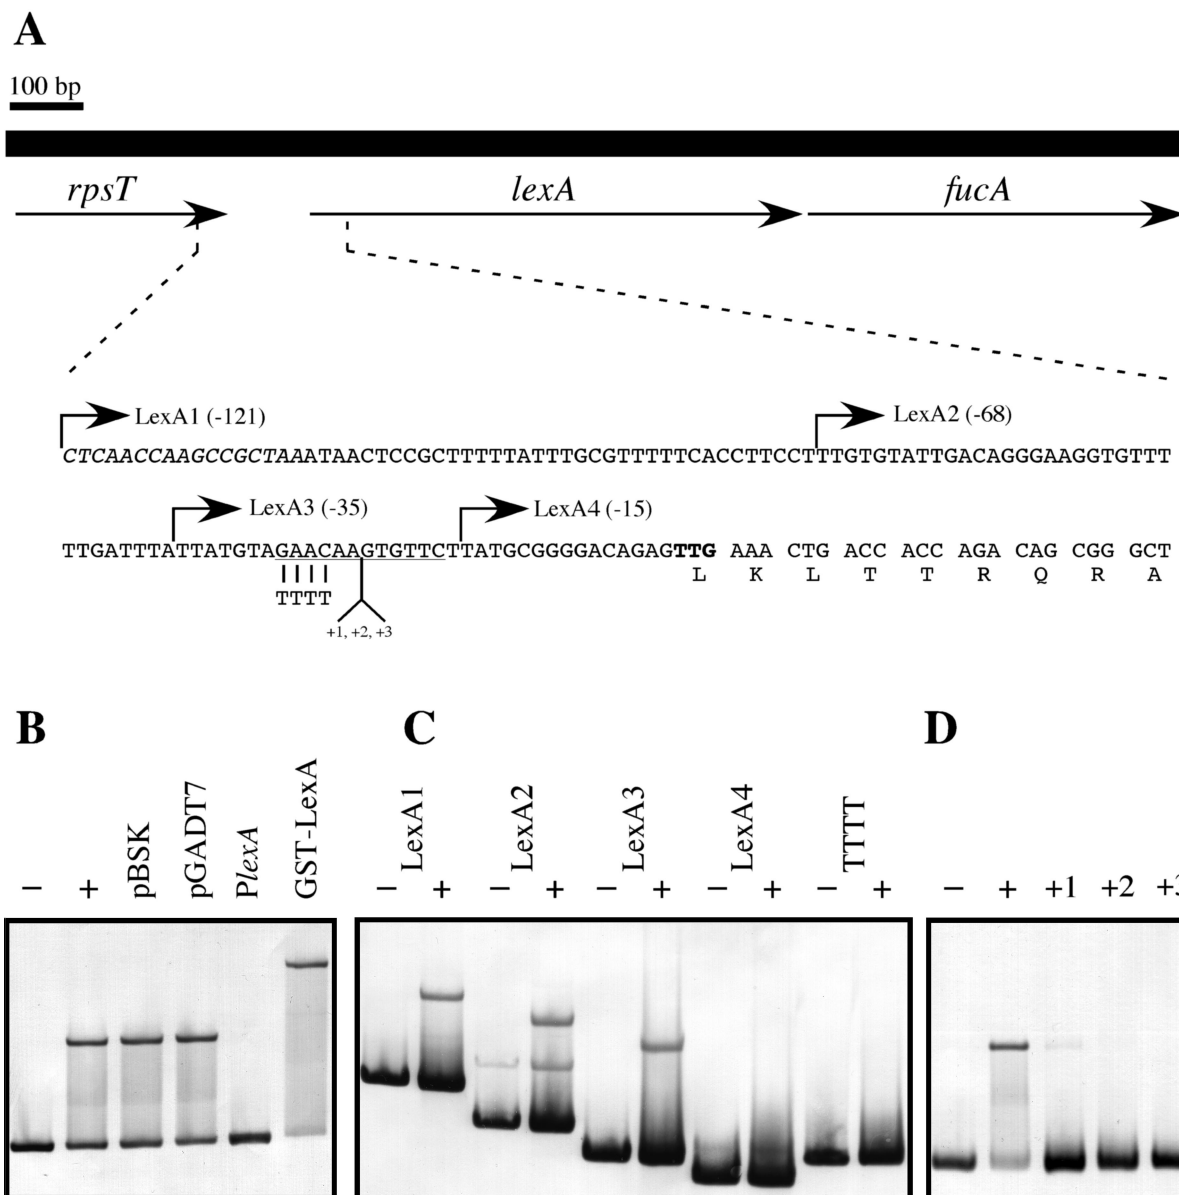 A
100 bp
rpsT lexA fucA
LexA1 (-121) LexA2 (-68)
CTCAACCAAGCCGCTAAATAACTCCGCTTTTTATTTGCGTTTTTCACCTTCCTTTGTGTATTGACAGGGAAGGTGTTT
LexA3 (-35) LexA4 (-15)
TTGATTTATTATGTAGAACAAGTGTTCTTATGCGGGGACAGAGTTG AAA CTG ACC ACC AGA CAG CGG GCT
L K L T T R Q R A
TTTT
+1, +2, +3
B C D
− + pBSK pGADT7 PlexA GST-LexA
LexA1 LexA2 LexA3 LexA4 TTTT
− + − + − + − + − +
− + +1 +2 +3